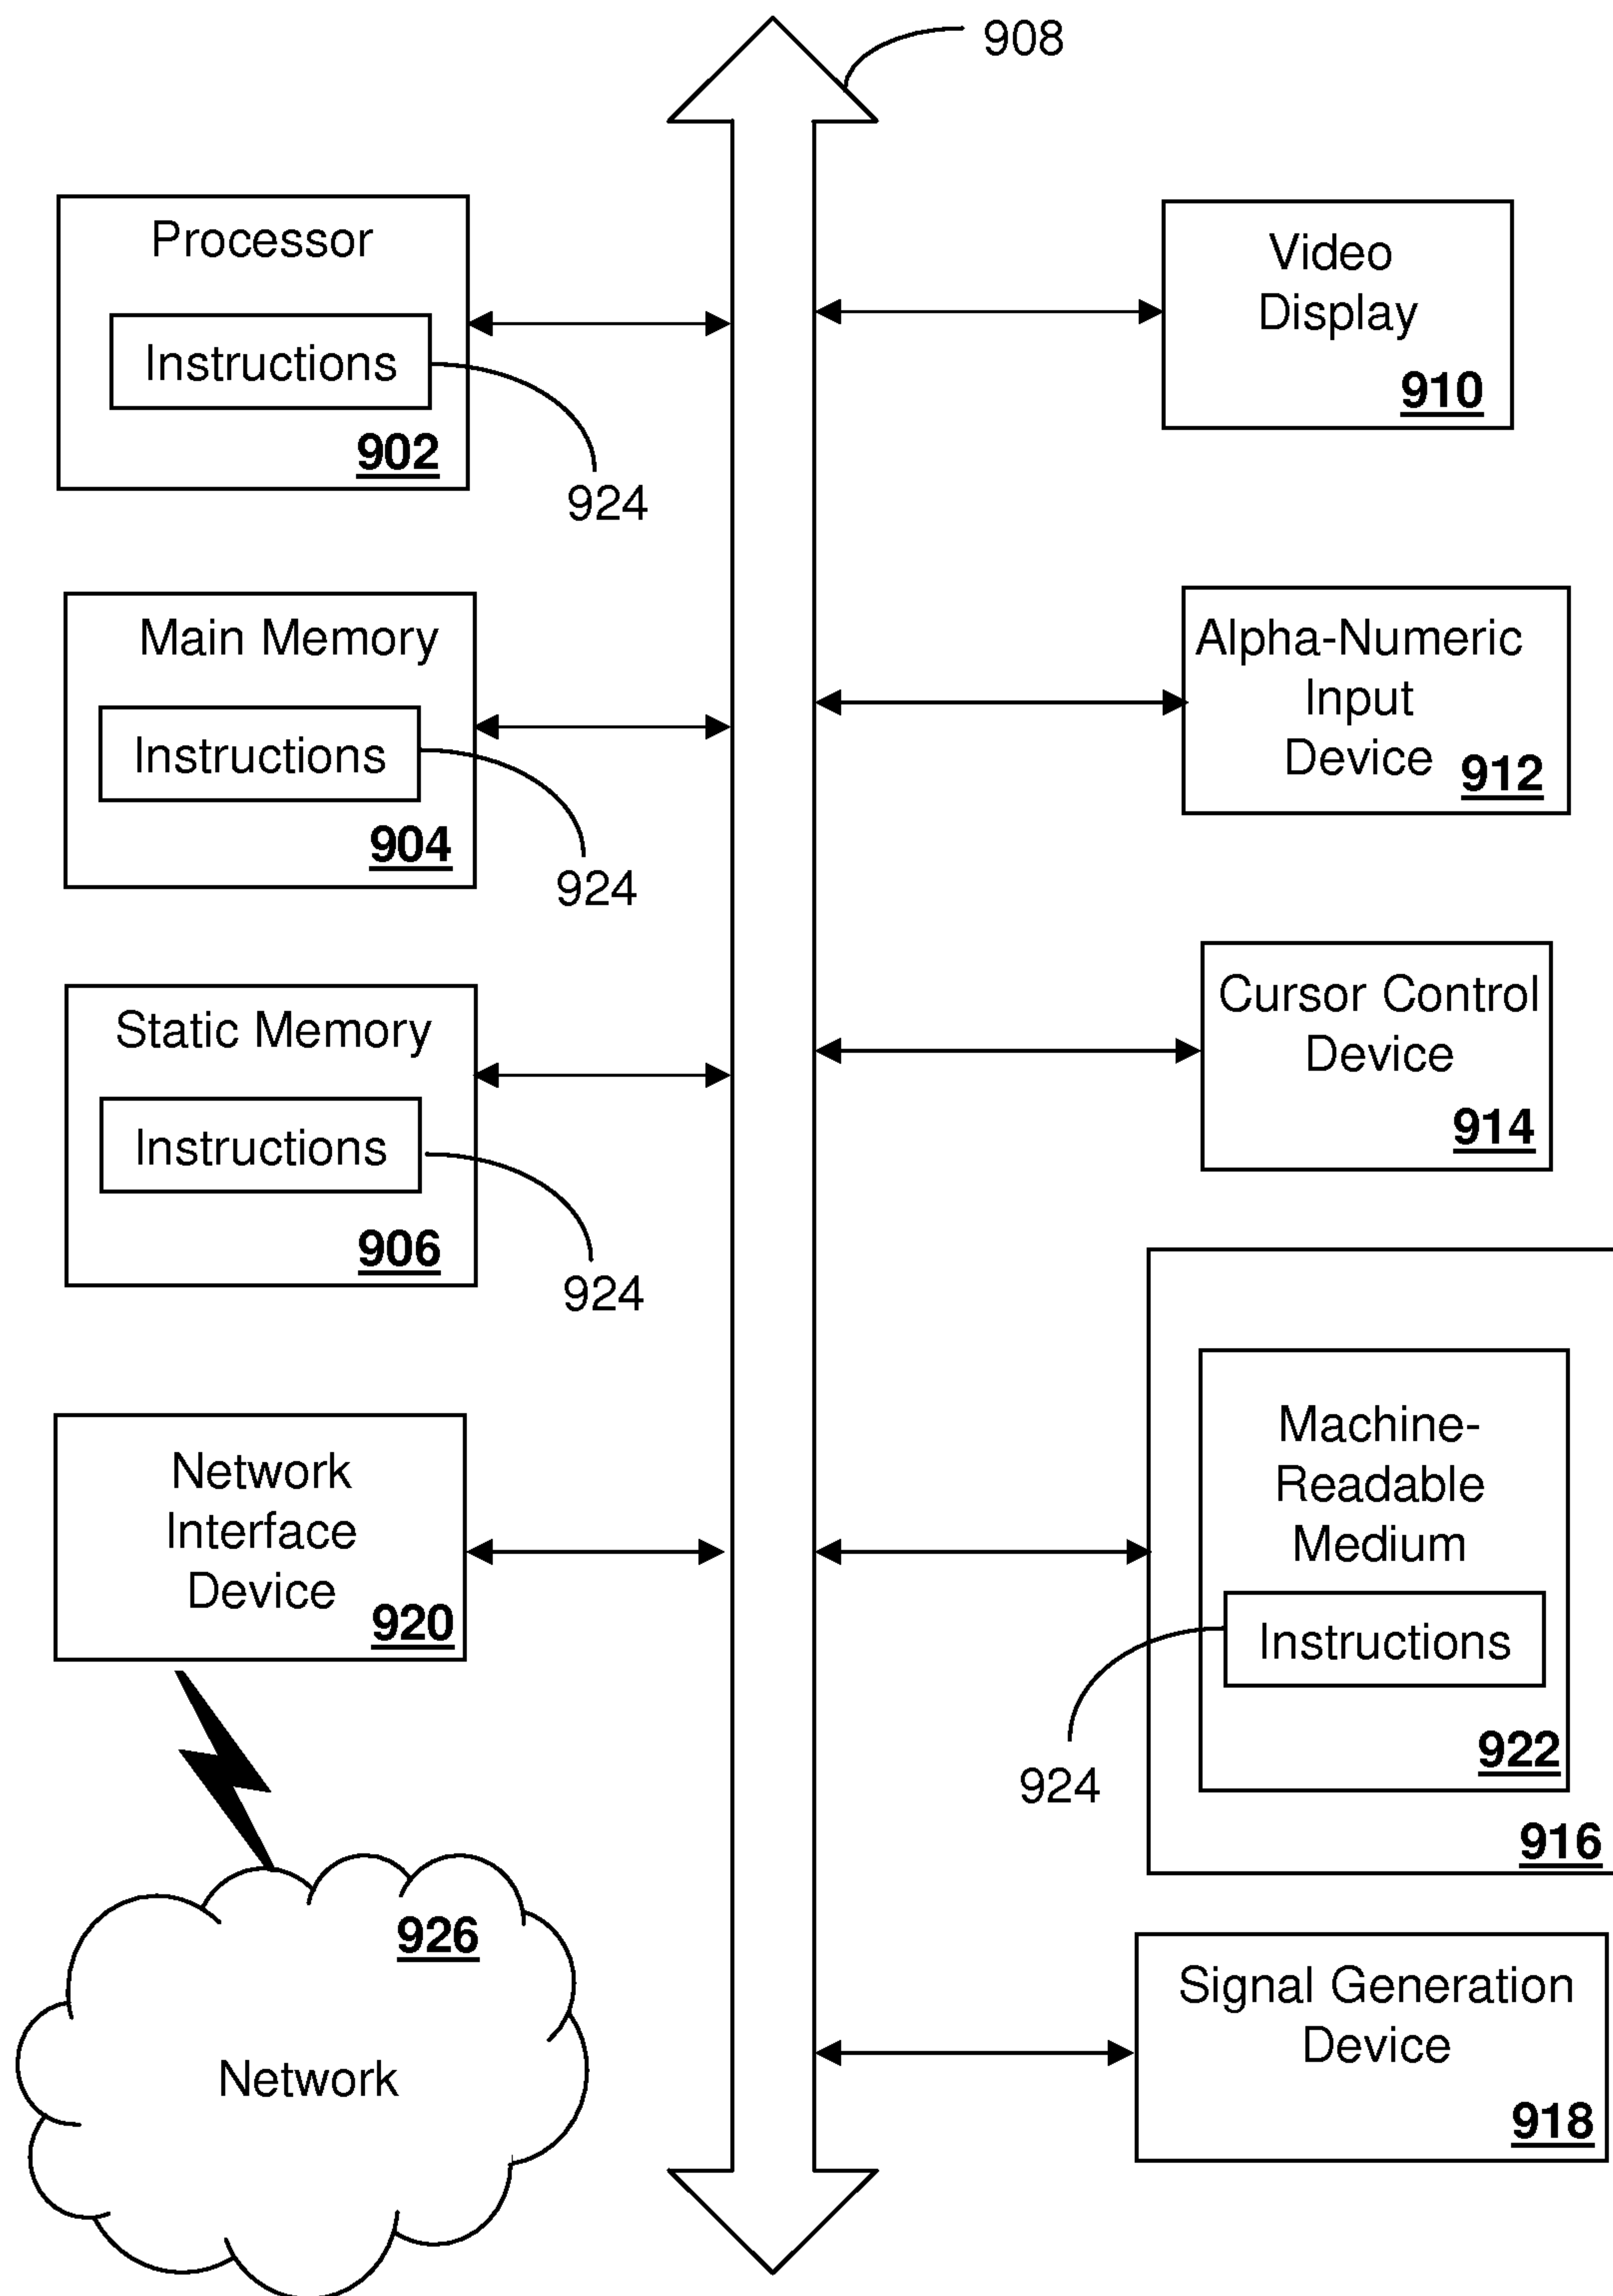 908
Processor
Instructions
902
924
Main Memory
Instructions
904
924
Static Memory
Instructions
906
924
Network
Interface
Device
920
926
Network
Video
Display
910
Alpha-Numeric
Input
Device
912
Cursor Control
Device
914
Machine-
Readable
Medium
Instructions
922
924
916
Signal Generation
Device
918